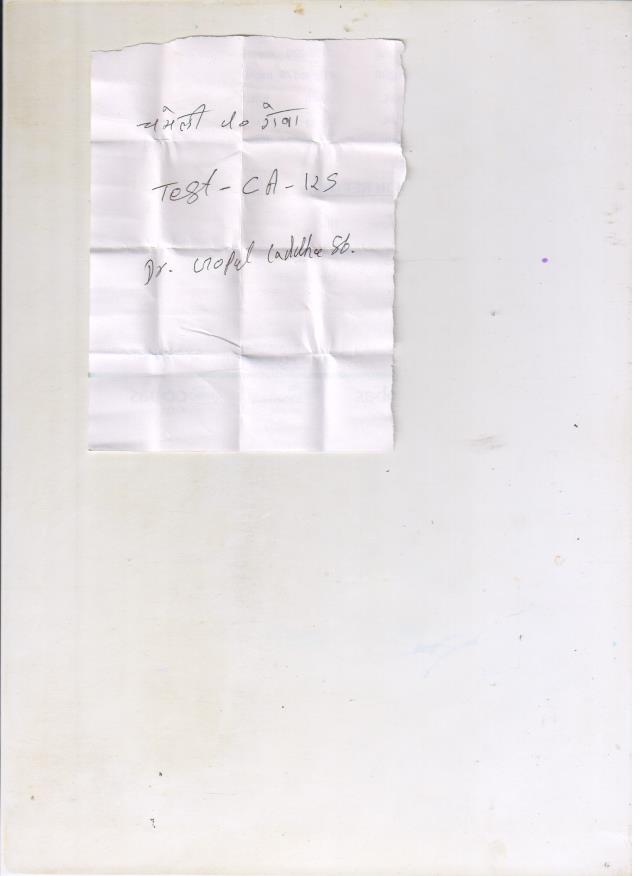 चमेली
Test - CA - 125
Dr. Gopal Laddha Sb.